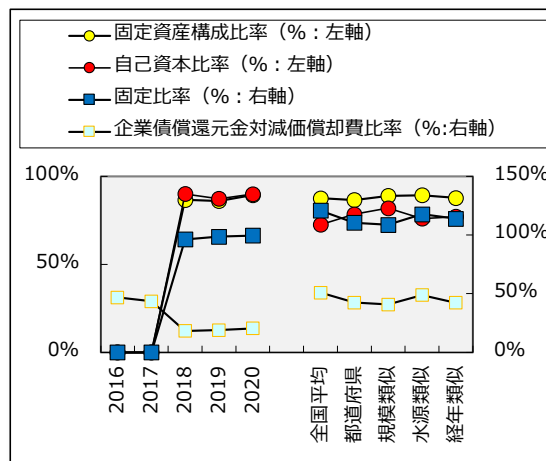 固定資産構成比率（%：左軸）
自己資本比率（%：左軸）
固定比率（%：右軸）
企業債償還元金対減価償却費比率（%:右軸）
100%
50%
0%
150%
100%
50%
0%
2016
2017
2018
2019
2020
全国平均
都道府県
規模類似
水源類似
経年類似